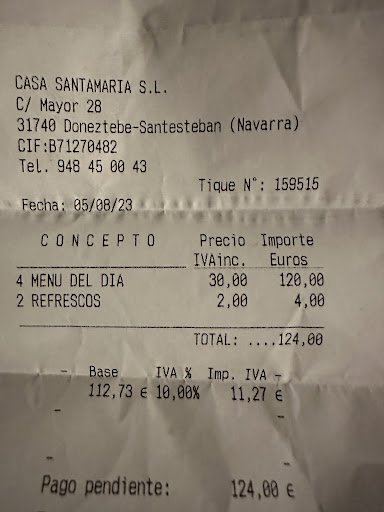 CASA SANTAMARIA S.L.
C/ Mayor 28
31740 Doneztebe-Santesteban (Navarra)
CIF:B71270482
Tel. 948 45 00 43
Tique N°: 159515
Fecha: 05/08/23
CONCEPTO Precio Importe
IVAinc. Euros
4 MENU DEL DIA 30,00 120,00
2 REFRESCOS 2,00 4,00
TOTAL: ....124,00
- Base IVA % Imp. IVA -
112,73 € 10,00% 11,27 €
- -
- -
Pago pendiente: 124,00 €